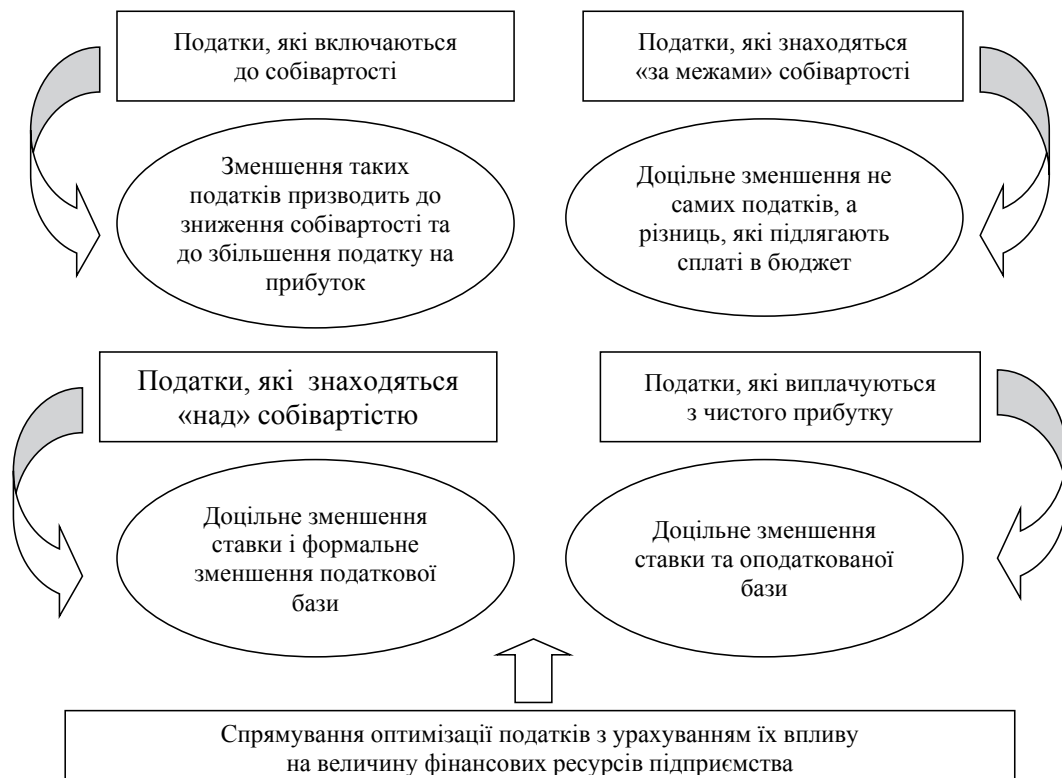 Податки, які включаються
до собівартості
Податки, які знаходяться
«за межами» собівартості
Зменшення таких
податків призводить до
зниження собівартості та
до збільшення податку на
прибуток
Доцільне зменшення не
самих податків, а
різниць, які підлягають
сплаті в бюджет
Податки, які знаходяться
«над» собівартістю
Податки, які виплачуються
з чистого прибутку
Доцільне зменшення
ставки і формальне
зменшення податкової
бази
Доцільне зменшення
ставки та оподаткованої
бази
Спрямування оптимізації податків з урахуванням їх впливу
на величину фінансових ресурсів підприємства